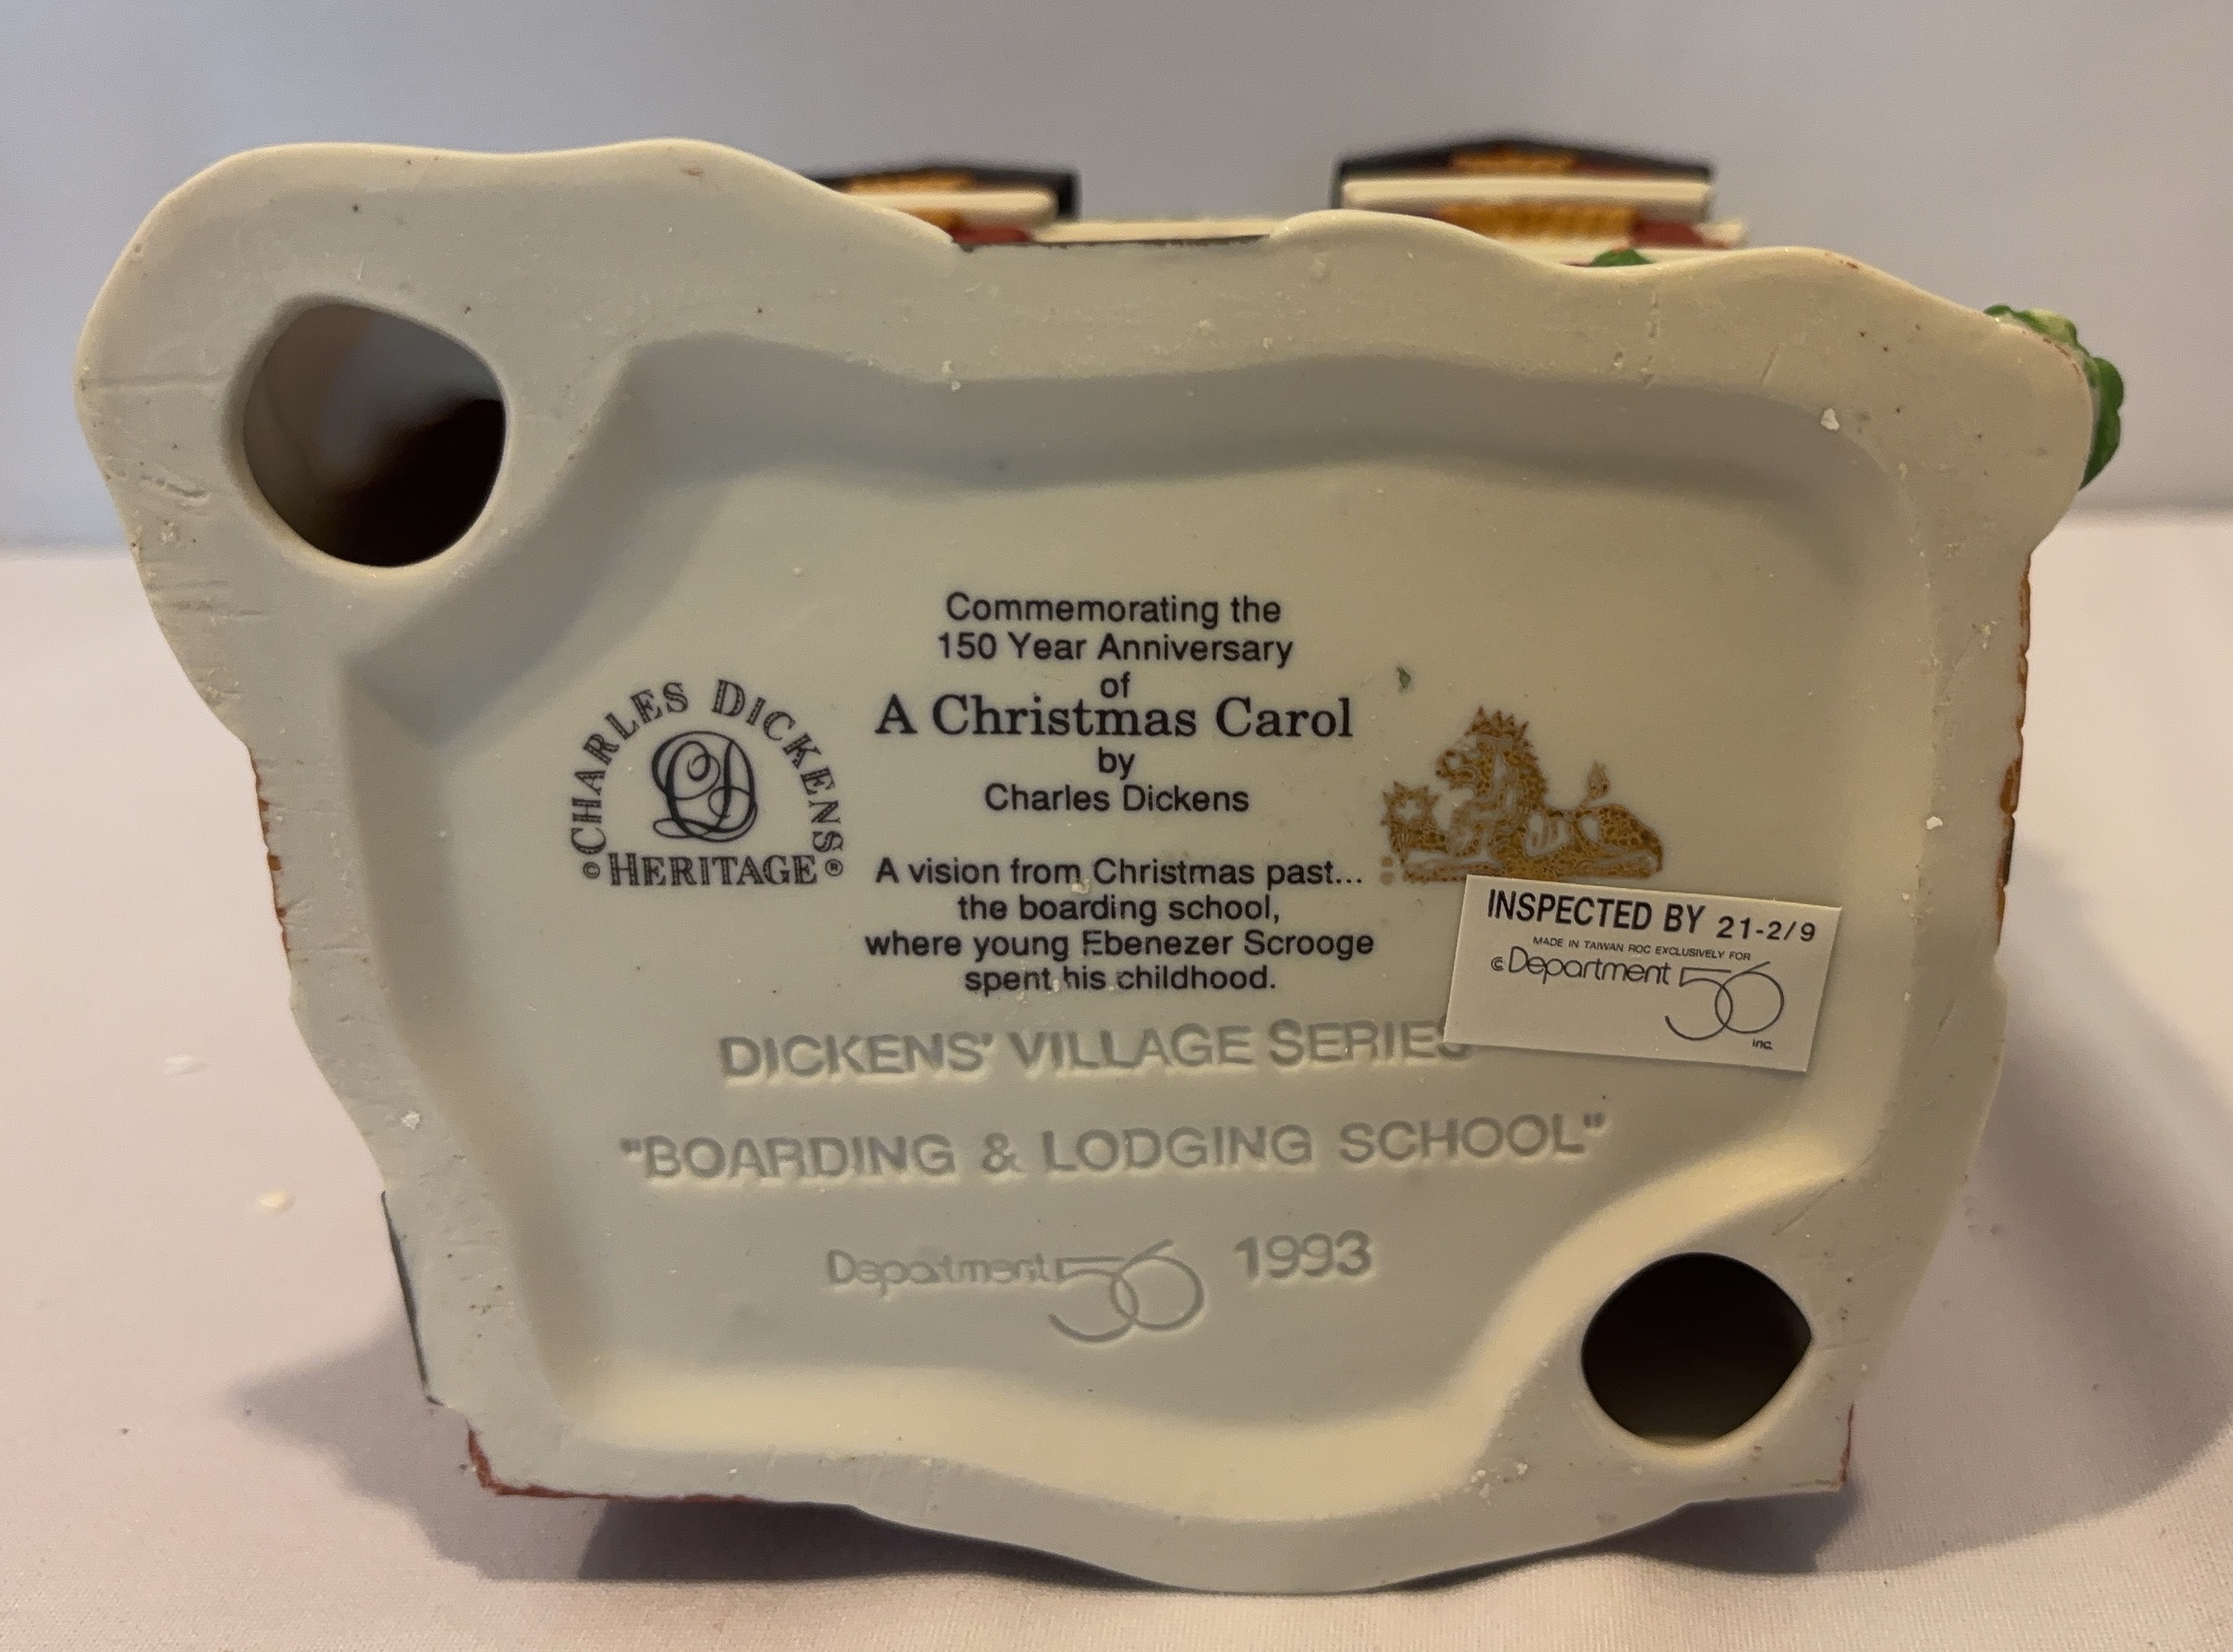 Commemorating the
150 Year Anniversary
of
A Christmas Carol
by
Charles Dickens
CHARLES DICKENS
CD
© HERITAGE ®
A vision from Christmas past...
the boarding school,
where young Ebenezer Scrooge
spent his childhood.
INSPECTED BY 21-2/9
MADE IN TAIWAN ROC EXCLUSIVELY FOR
© Department 56
inc.
DICKENS' VILLAGE SERIES
"BOARDING & LODGING SCHOOL"
Department 56 1993